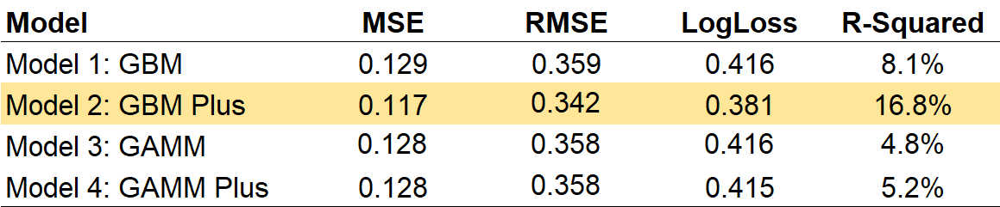 Model MSE RMSE LogLoss R-Squared
Model 1: GBM 0.129 0.359 0.416 8.1%
Model 2: GBM Plus 0.117 0.342 0.381 16.8%
Model 3: GAMM 0.128 0.358 0.416 4.8%
Model 4: GAMM Plus 0.128 0.358 0.415 5.2%